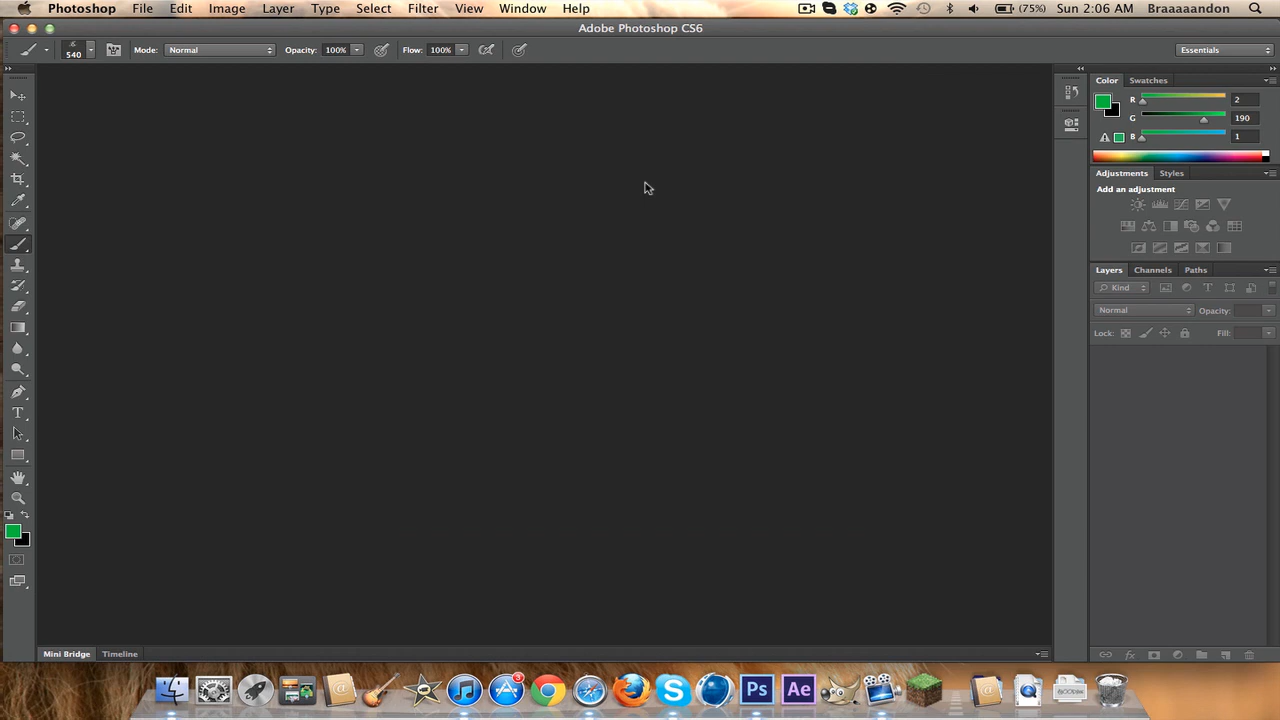 Photoshop File Edit Image Layer Type Select Filter View Window Help (75%) Sun 2:06 AM Braaaaandon
Adobe Photoshop CS6
540 Mode: Normal Opacity: 100% Flow: 100% Essentials
Color Swatches
R 2
G 190
B 1
Adjustments Styles
Add an adjustment
Layers Channels Paths
Kind
Normal Opacity:
Lock: Fill:
Mini Bridge Timeline
3
Ps Ae